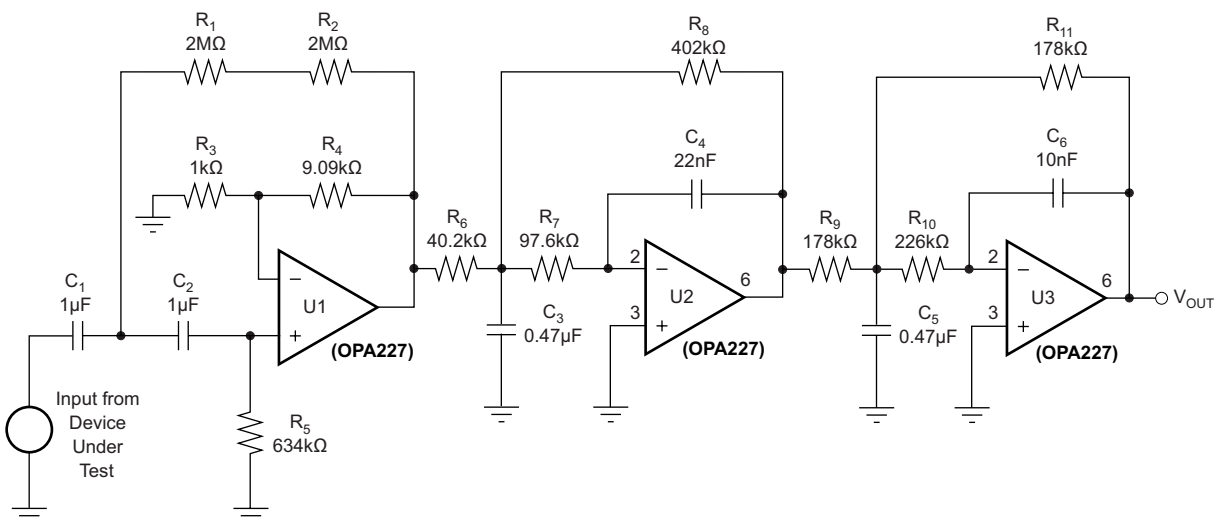 R1
2MΩ
R2
2MΩ
R8
402kΩ
R11
178kΩ
R3
1kΩ
R4
9.09kΩ
C4
22nF
C6
10nF
R6
40.2kΩ
R7
97.6kΩ
R9
178kΩ
R10
226kΩ
C1
1µF
C2
1µF
−
+
U1
(OPA227)
2
−
3
+
6
U2
(OPA227)
2
−
3
+
6
U3
(OPA227)
VOUT
C3
0.47µF
C5
0.47µF
Input from
Device
Under
Test
R5
634kΩ